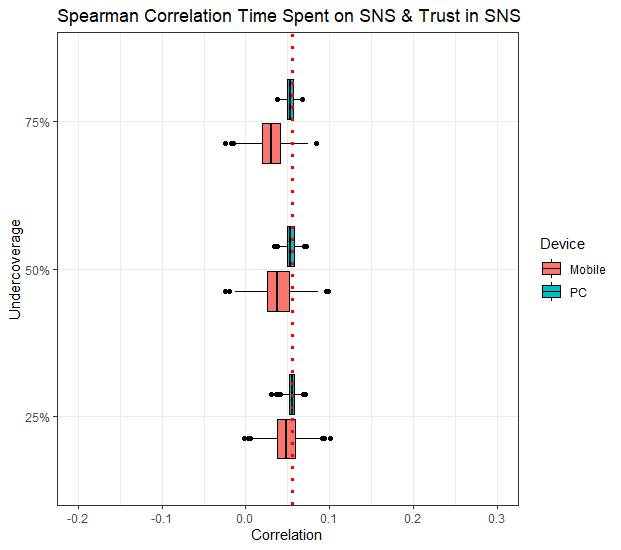 Spearman Correlation Time Spent on SNS & Trust in SNS
75%
50%
25%
Undercoverage
-0.2 -0.1 0.0 0.1 0.2 0.3
Correlation
Device
Mobile
PC